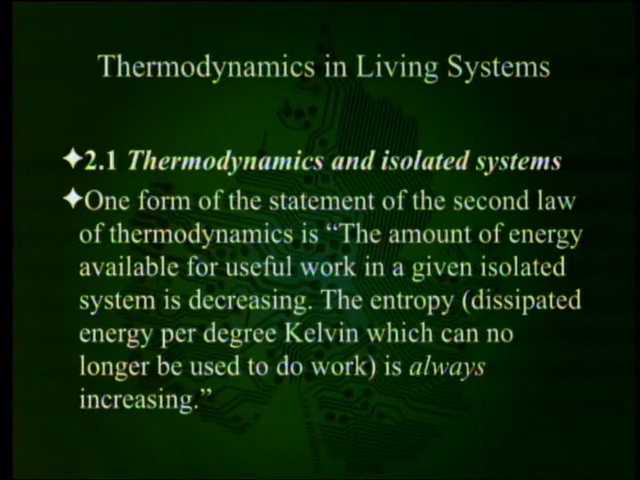 Thermodynamics in Living Systems
✦2.1 Thermodynamics and isolated systems
✦One form of the statement of the second law
of thermodynamics is “The amount of energy
available for useful work in a given isolated
system is decreasing. The entropy (dissipated
energy per degree Kelvin which can no
longer be used to do work) is always
increasing.”